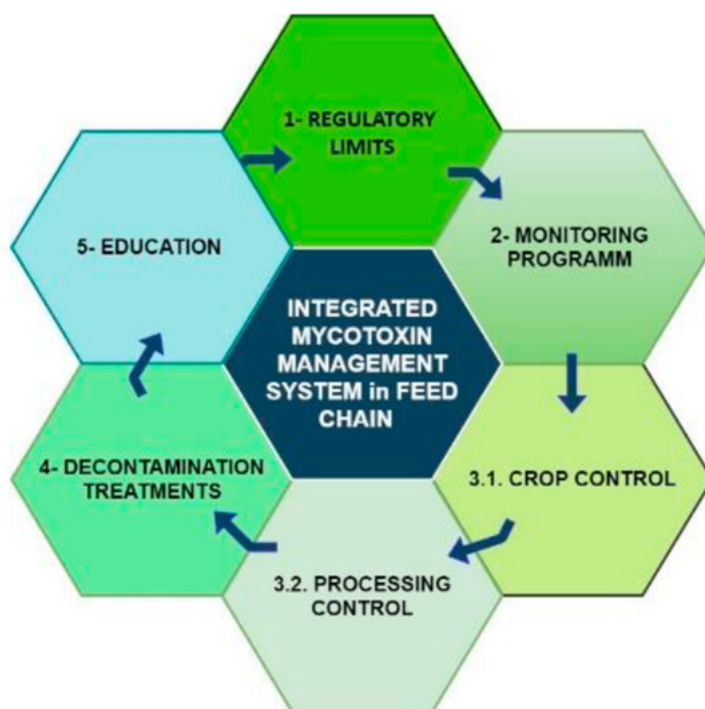 1- REGULATORY
LIMITS
2- MONITORING
PROGRAMM
3.1. CROP CONTROL
3.2. PROCESSING
CONTROL
4- DECONTAMINATION
TREATMENTS
5- EDUCATION
INTEGRATED
MYCOTOXIN
MANAGEMENT
SYSTEM in FEED
CHAIN